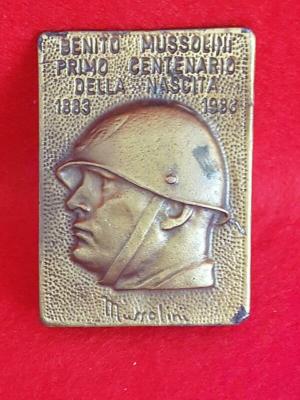 BENITO MUSSOLINI
PRIMO CENTENARIO
DELLA NASCITA
1883 1983
Mussolini